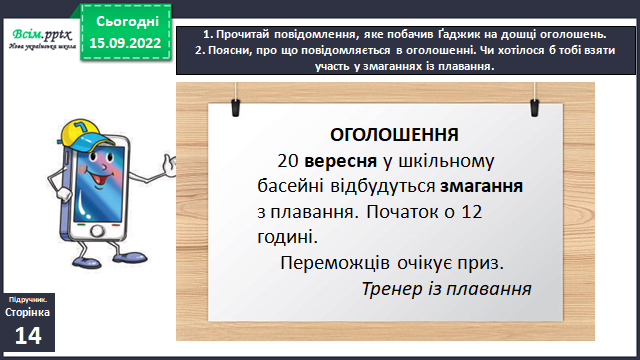 Всім.pptx
Нова українська школа
Сьогодні
15.09.2022
1. Прочитай повідомлення, яке побачив Ґаджик на дошці оголошень.
2. Поясни, про що повідомляється в оголошенні. Чи хотілося б тобі взяти
участь у змаганнях із плавання.
ОГОЛОШЕННЯ
20 вересня у шкільному
басейні відбудуться змагання
з плавання. Початок о 12
годині.
Переможців очікує приз.
Тренер із плавання
Підручник.
Сторінка
14